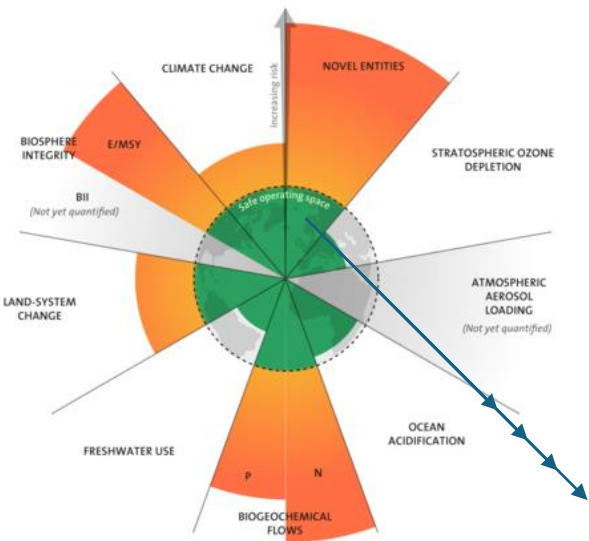 CLIMATE CHANGE
Increasing risk
NOVEL ENTITIES
BIOSPHERE
INTEGRITY
E/MSY
STRATOSPHERIC OZONE
DEPLETION
BII
(Not yet quantified)
Safe operating space
LAND-SYSTEM
CHANGE
ATMOSPHERIC
AEROSOL
LOADING
(Not yet quantified)
FRESHWATER USE
OCEAN
ACIDIFICATION
P
N
BIOGEOCHEMICAL
FLOWS